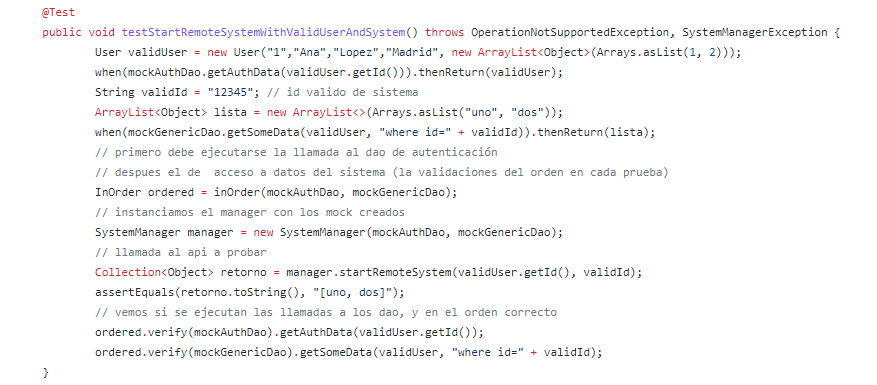 @Test
public void testStartRemoteSystemWithValidUserAndSystem() throws OperationNotSupportedException, SystemManagerException {
User validUser = new User("1","Ana","Lopez","Madrid", new ArrayList<Object>(Arrays.asList(1, 2)));
when(mockAuthDao.getAuthData(validUser.getId())).thenReturn(validUser);
String validId = "12345"; // id valido de sistema
ArrayList<Object> lista = new ArrayList<>(Arrays.asList("uno", "dos"));
when(mockGenericDao.getSomeData(validUser, "where id=" + validId)).thenReturn(lista);
// primero debe ejecutarse la llamada al dao de autenticación
// despues el de  acceso a datos del sistema (la validaciones del orden en cada prueba)
InOrder ordered = inOrder(mockAuthDao, mockGenericDao);
// instanciamos el manager con los mock creados
SystemManager manager = new SystemManager(mockAuthDao, mockGenericDao);
// llamada al api a probar
Collection<Object> retorno = manager.startRemoteSystem(validUser.getId(), validId);
assertEquals(retorno.toString(), "[uno, dos]");
// vemos si se ejecutan las llamadas a los dao, y en el orden correcto
ordered.verify(mockAuthDao).getAuthData(validUser.getId());
ordered.verify(mockGenericDao).getSomeData(validUser, "where id=" + validId);
}